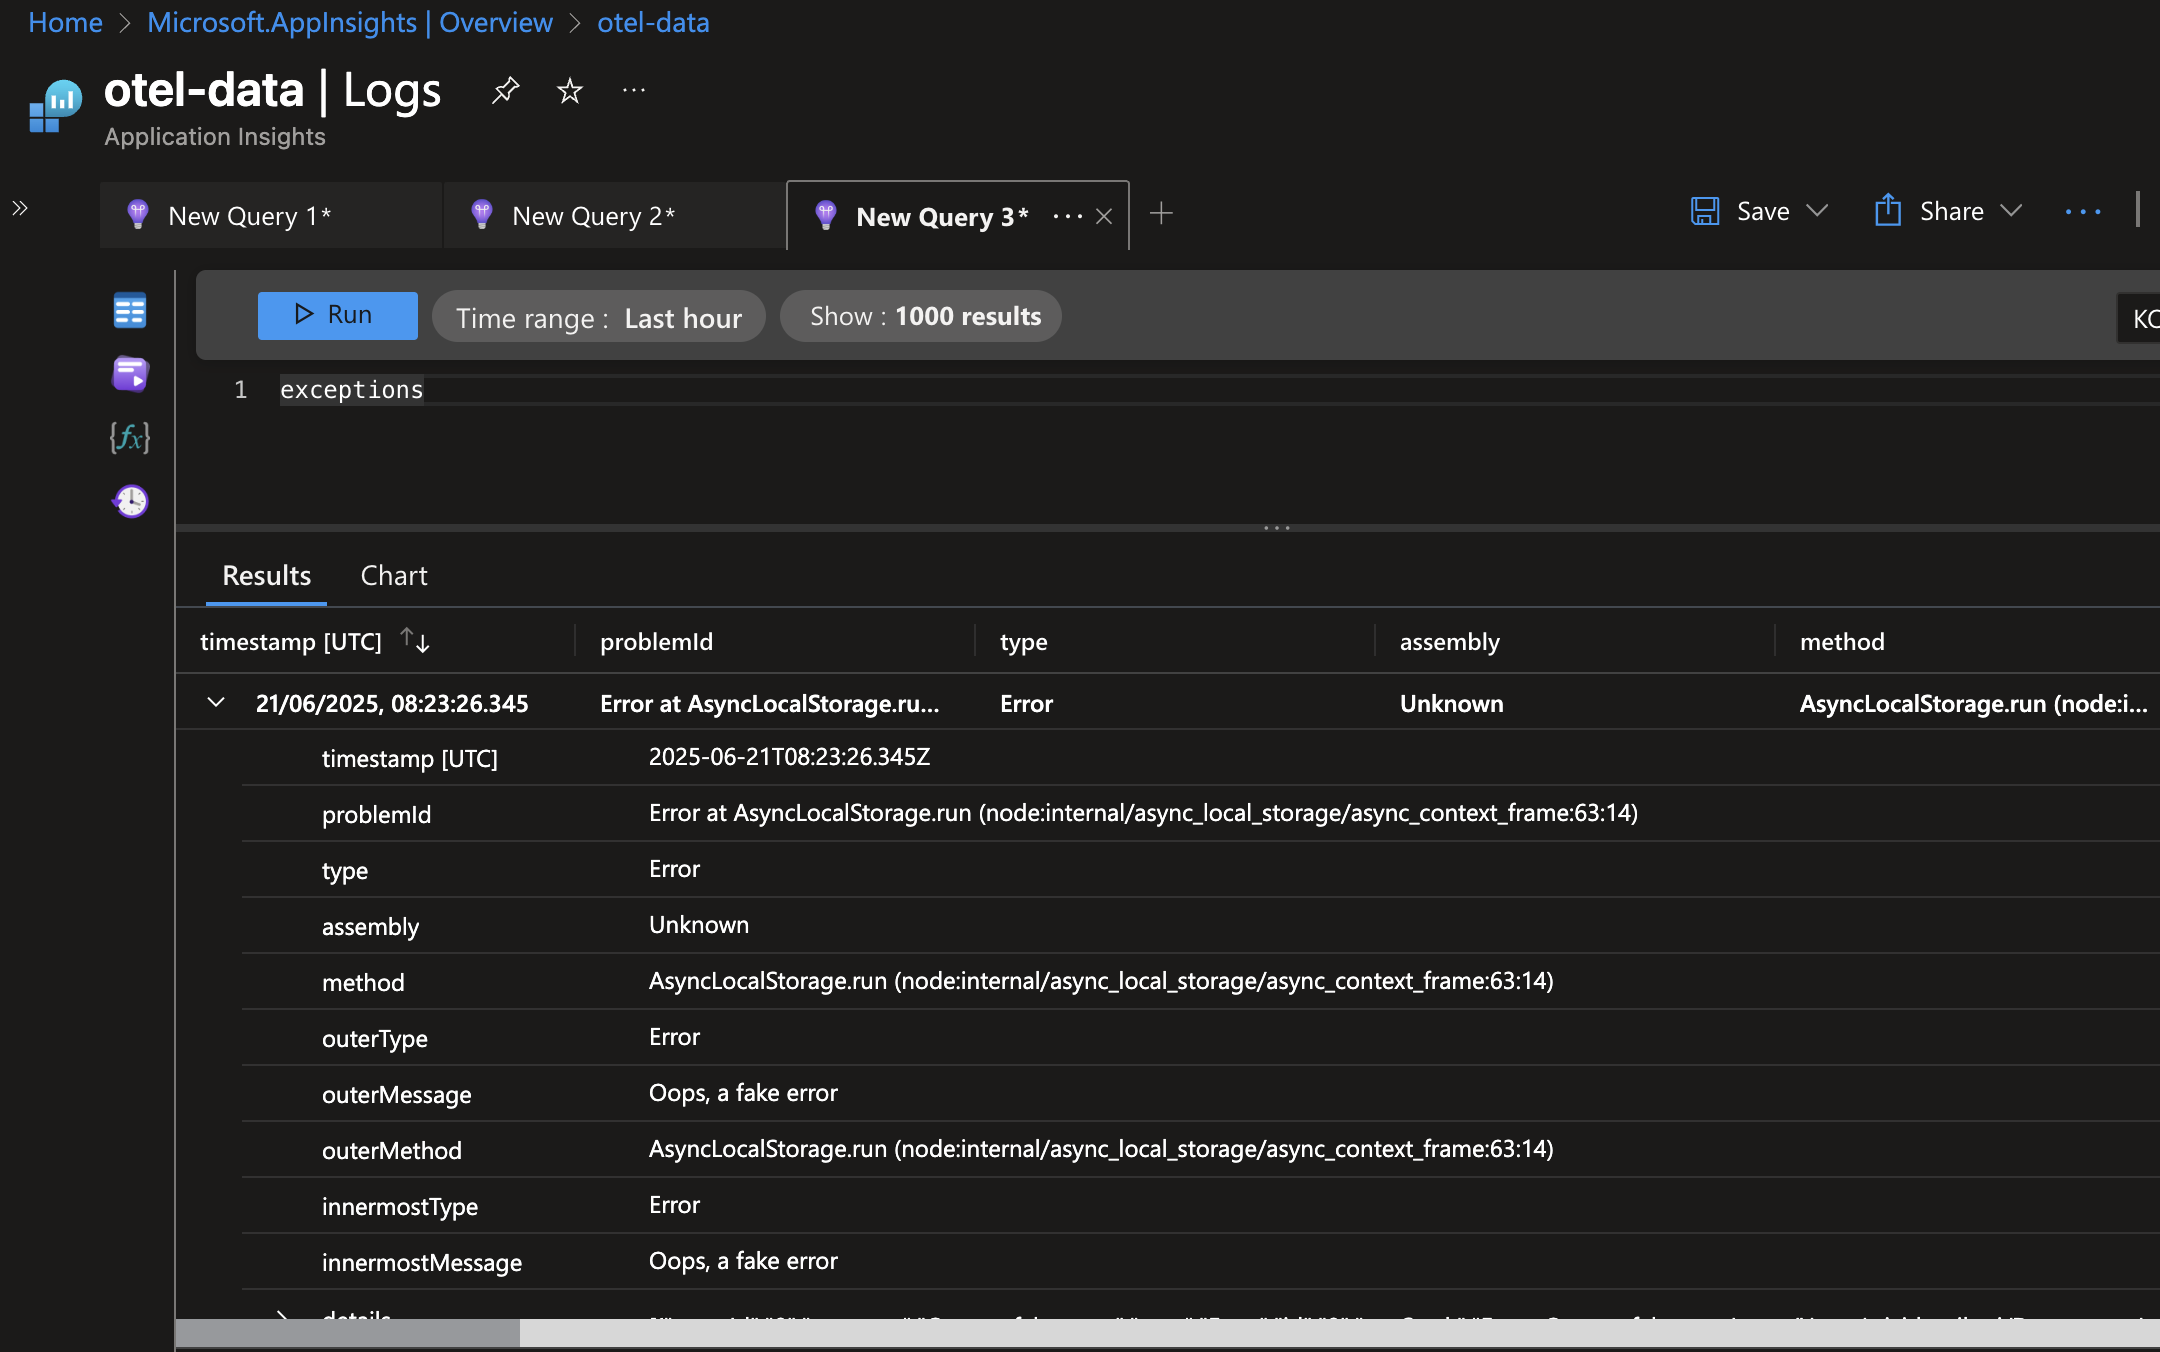 Home > Microsoft.AppInsights | Overview > otel-data
otel-data | Logs
Application Insights
New Query 1*
New Query 2*
New Query 3*
Save
Share
Run
Time range : Last hour
Show : 1000 results
1 exceptions
Results
Chart
timestamp [UTC] problemId type assembly method
21/06/2025, 08:23:26.345 Error at AsyncLocalStorage.ru... Error Unknown AsyncLocalStorage.run (node:i...
timestamp [UTC] 2025-06-21T08:23:26.345Z
problemId Error at AsyncLocalStorage.run (node:internal/async_local_storage/async_context_frame:63:14)
type Error
assembly Unknown
method AsyncLocalStorage.run (node:internal/async_local_storage/async_context_frame:63:14)
outerType Error
outerMessage Oops, a fake error
outerMethod AsyncLocalStorage.run (node:internal/async_local_storage/async_context_frame:63:14)
innermostType Error
innermostMessage Oops, a fake error
details